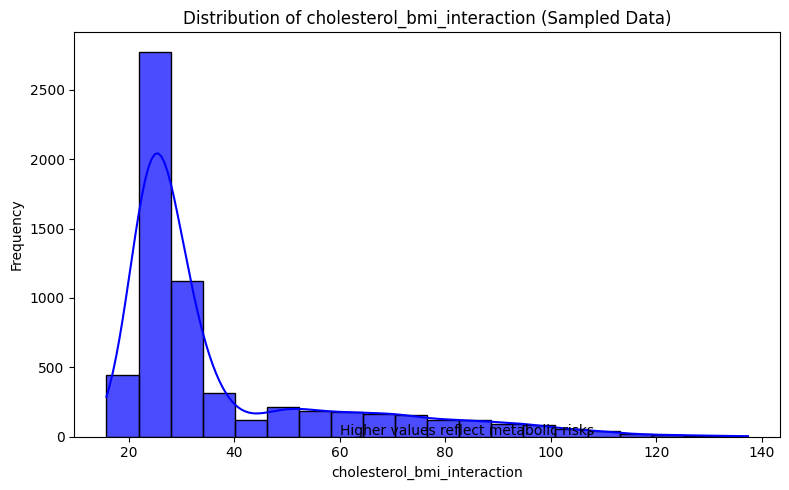 Distribution of cholesterol_bmi_interaction (Sampled Data)
Frequency
2500
2000
1500
1000
500
0
Higher values reflect metabolic risks
20 40 60 80 100 120 140
cholesterol_bmi_interaction